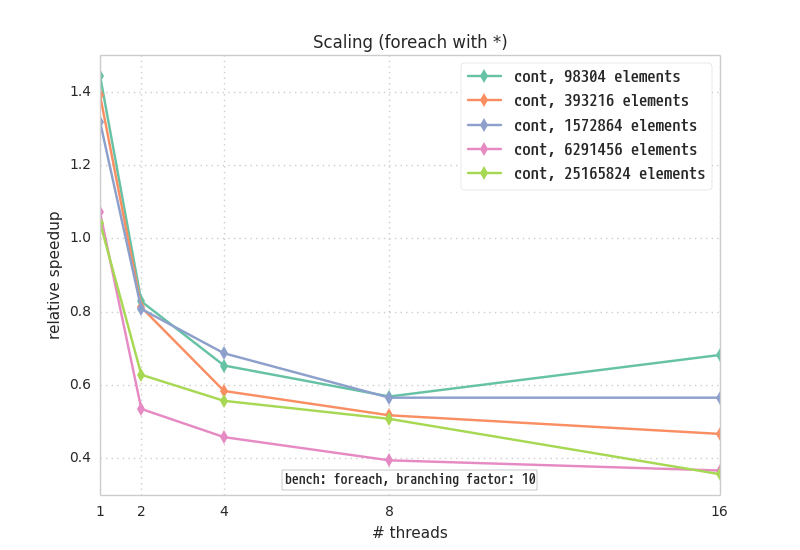 Scaling (foreach with *)
cont, 98304 elements
cont, 393216 elements
cont, 1572864 elements
cont, 6291456 elements
cont, 25165824 elements
relative speedup
1.4
1.2
1.0
0.8
0.6
0.4
bench: foreach, branching factor: 10
1 2 4 8 16
# threads